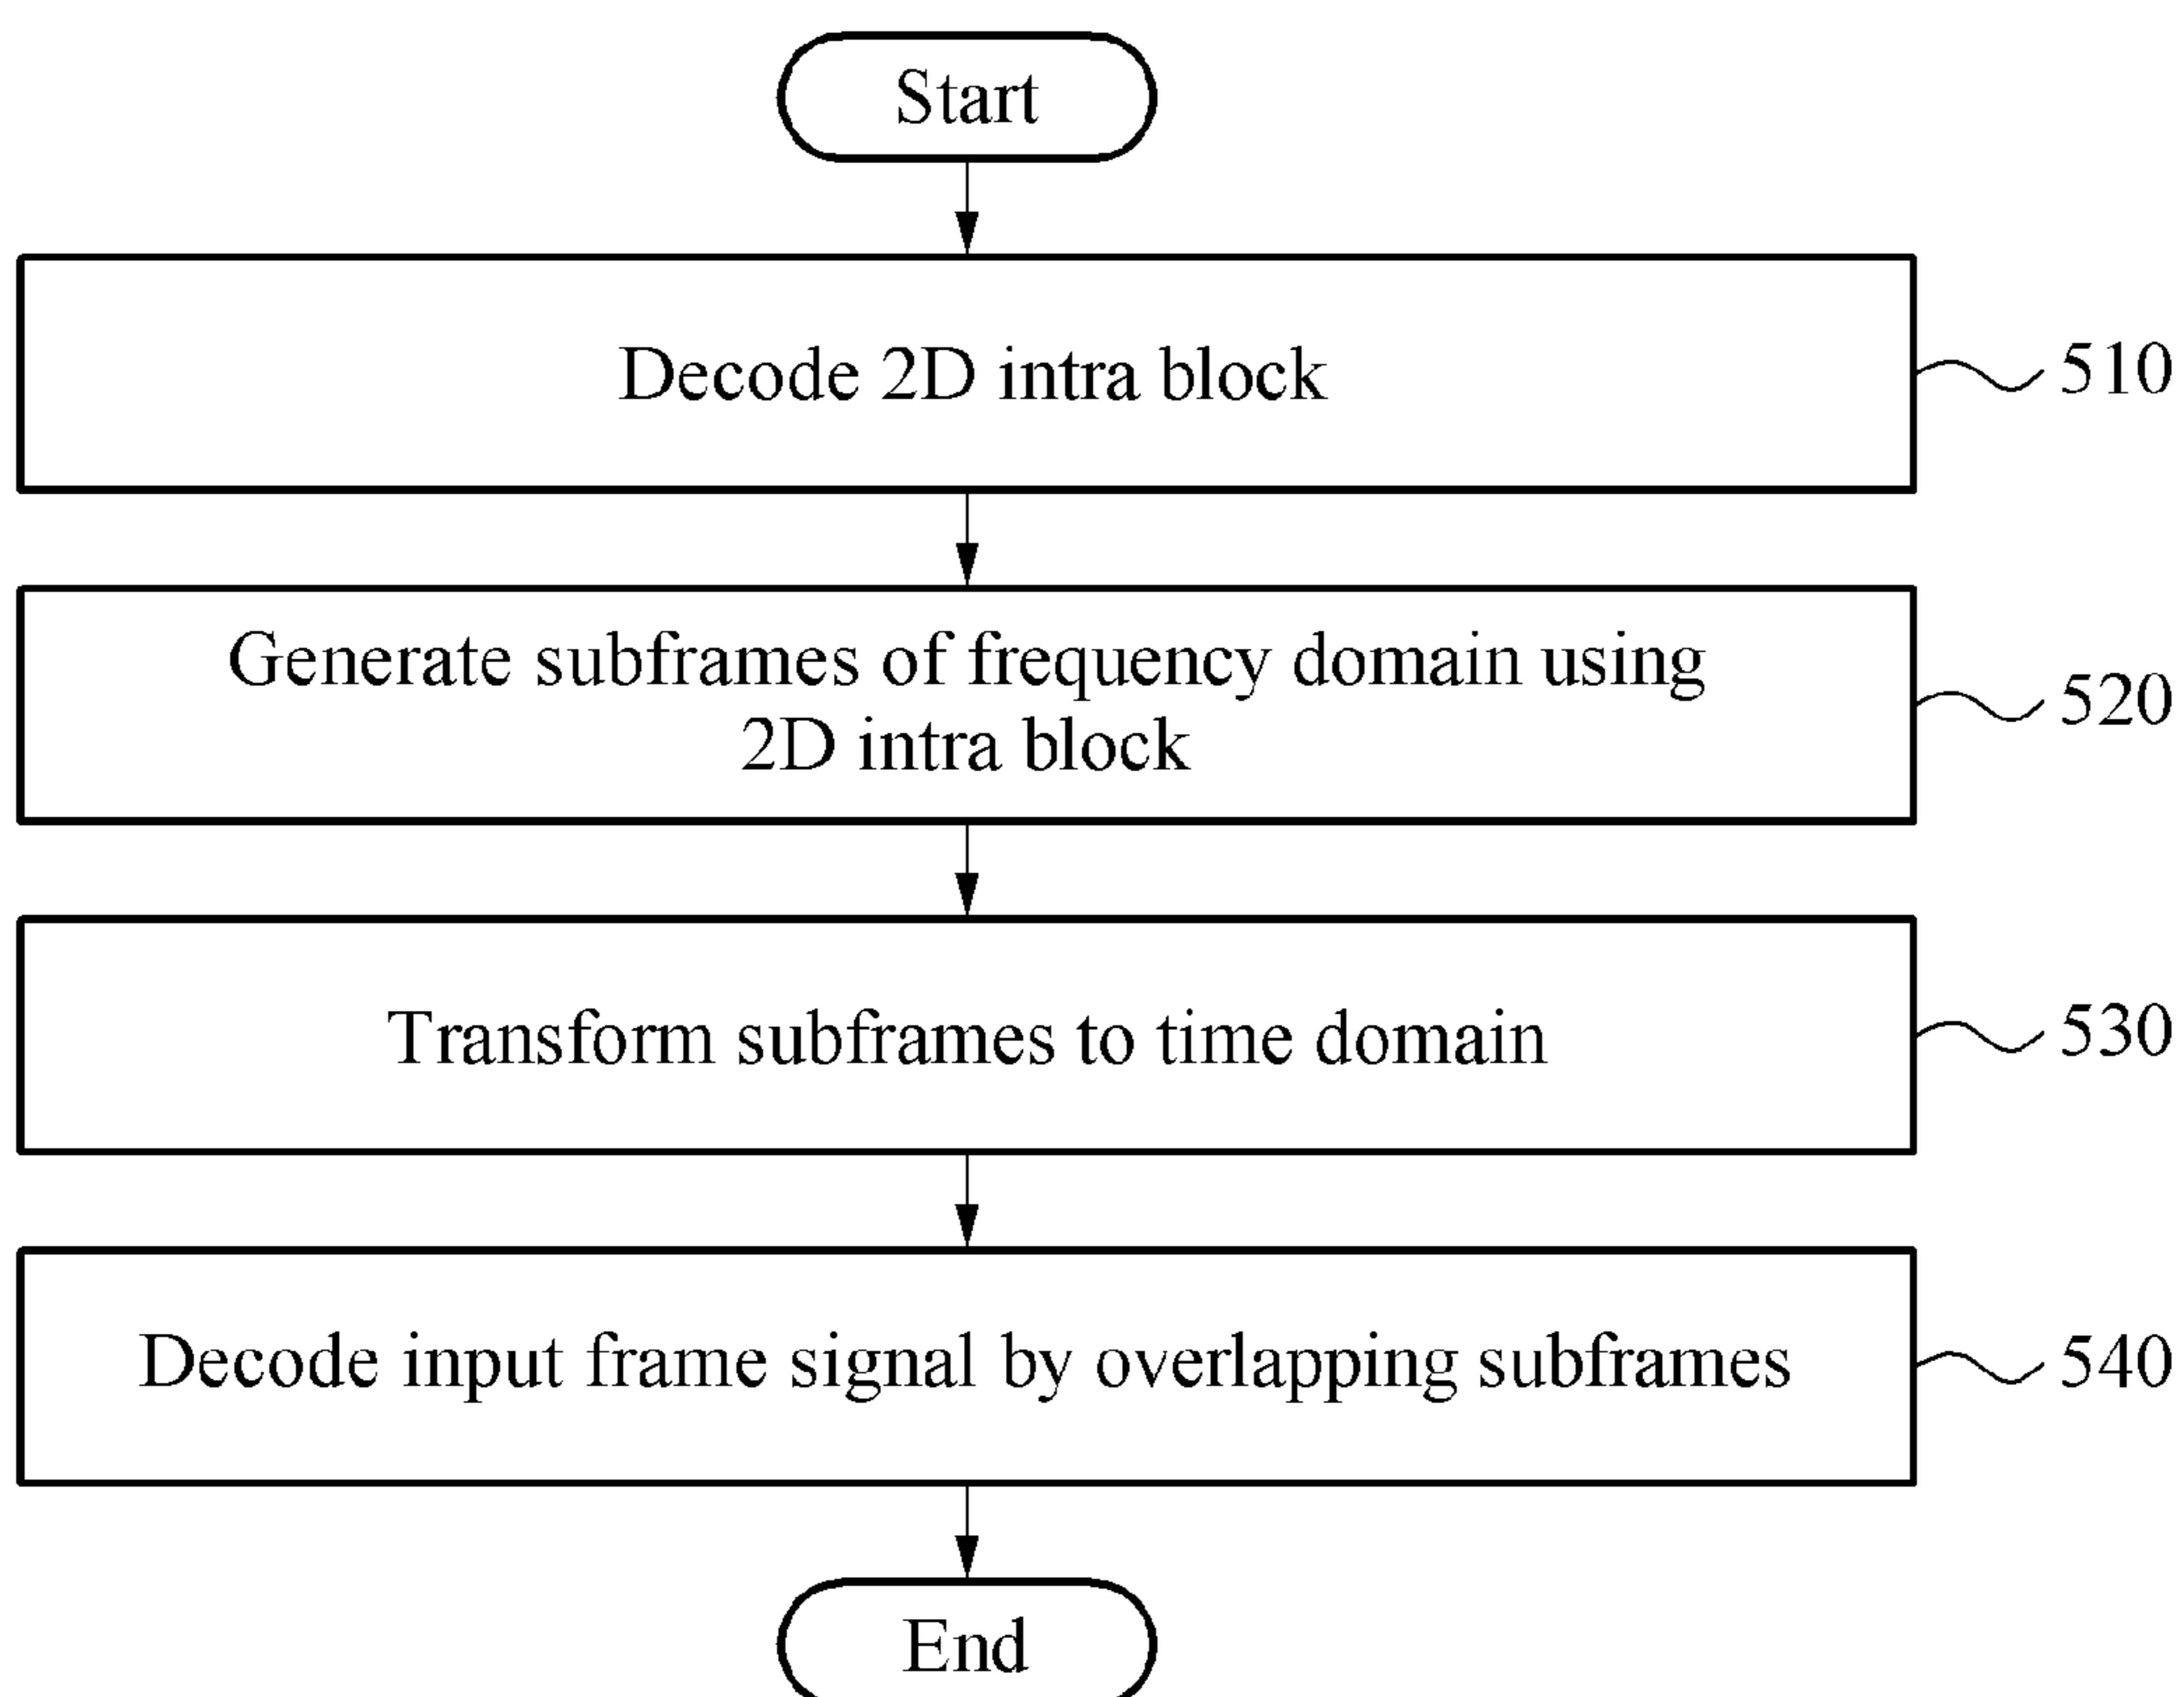 Start
Decode 2D intra block
510
Generate subframes of frequency domain using
2D intra block
520
Transform subframes to time domain
530
Decode input frame signal by overlapping subframes
540
End